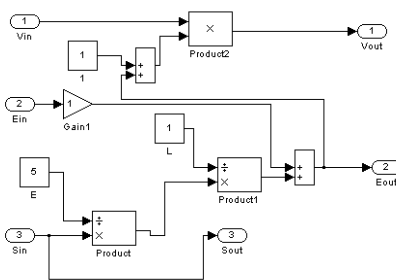 1
Vin
×
Product2
1
Vout
1
1
+
+
2
Ein
1
Gain1
1
L
÷
×
Product1
+
+
2
Eout
5
E
÷
×
Product
3
Sin
3
Sout